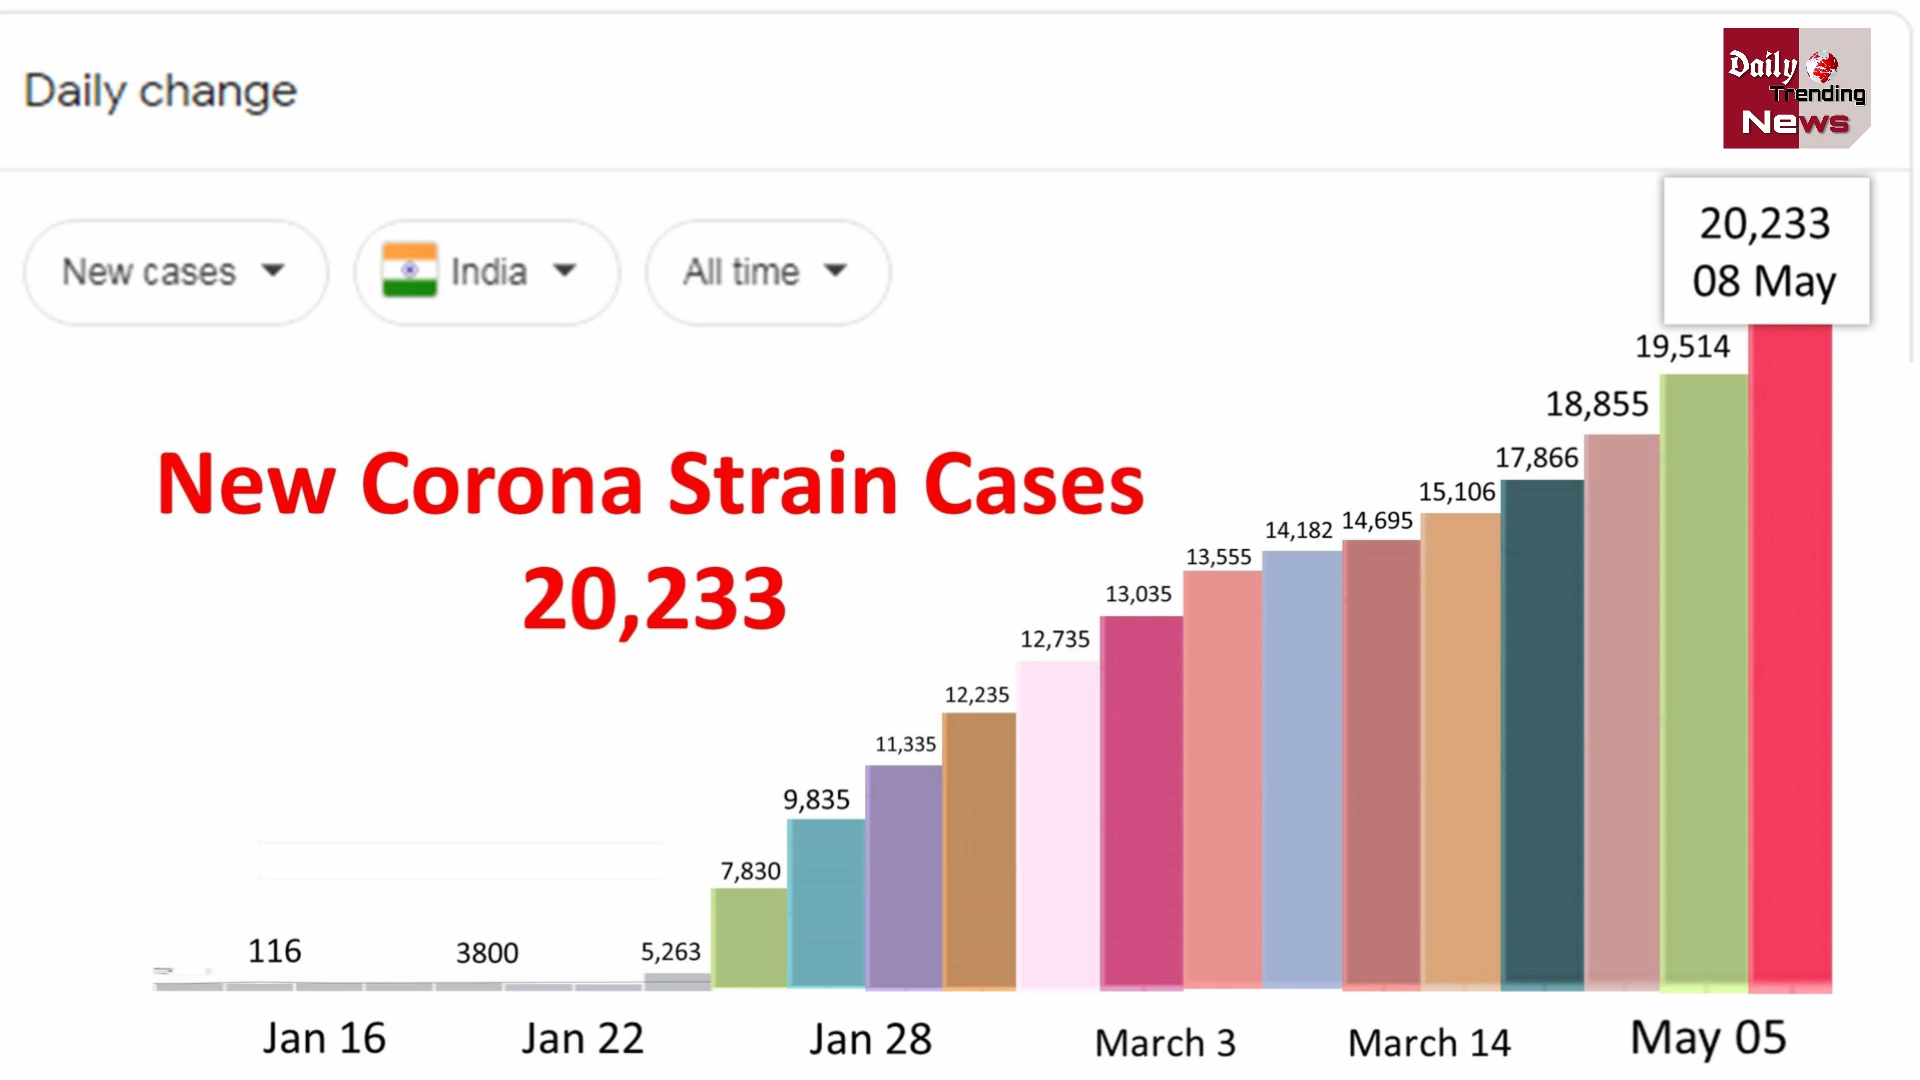 Daily change
Daily
Trending
News
New cases
India
All time
20,233
08 May
19,514
18,855
17,866
15,106
14,695
14,182
13,555
13,035
12,735
12,235
11,335
9,835
7,830
5,263
3800
116
New Corona Strain Cases
20,233
Jan 16
Jan 22
Jan 28
March 3
March 14
May 05